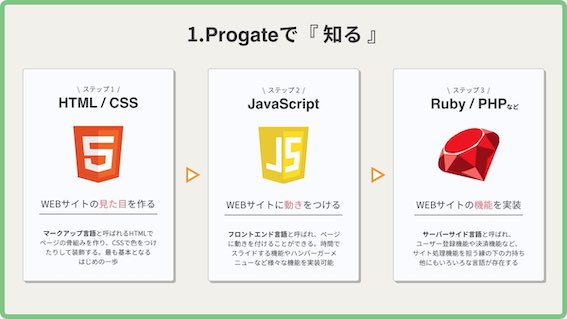 1.Progateで『 知る 』
\ ステップ 1 /
HTML / CSS
5
WEBサイトの見た目を作る
マークアップ言語と呼ばれるHTMLで
ページの骨組みを作り、CSSで色をつけ
たりして装飾する。最も基本となる
はじめの一歩
\ ステップ 2 /
JavaScript
JS
WEBサイトに動きをつける
フロントエンド言語と呼ばれ、ページ
に動きを付けることができる。時間で
スライドする機能やハンバーガーメ
ニューなど様々な機能を実装可能
\ ステップ 3 /
Ruby / PHPなど
WEBサイトの機能を実装
サーバーサイド言語と呼ばれ、
ユーザー登録機能や決済機能など、
サイト処理機能を担う縁の下の力持ち
他にもいろいろな言語が存在する